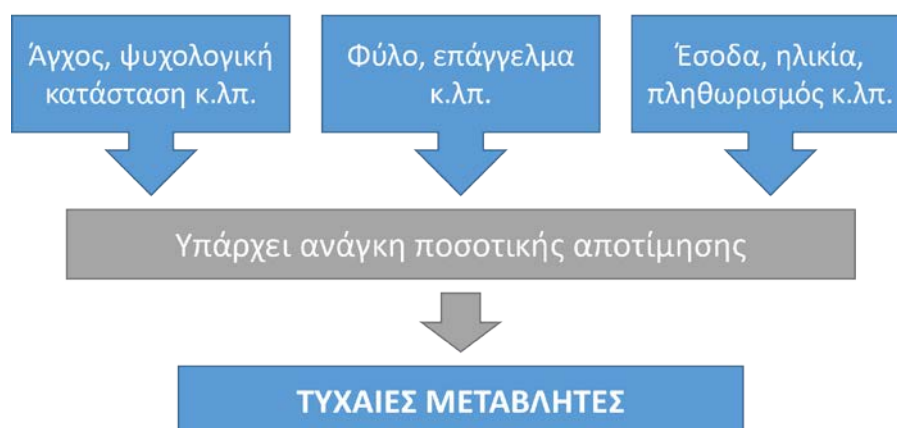 Άγχος, ψυχολογική
κατάσταση κ.λπ.
Φύλο, επάγγελμα
κ.λπ.
Έσοδα, ηλικία,
πληθωρισμός κ.λπ.
Υπάρχει ανάγκη ποσοτικής αποτίμησης
ΤΥΧΑΙΕΣ ΜΕΤΑΒΛΗΤΕΣ